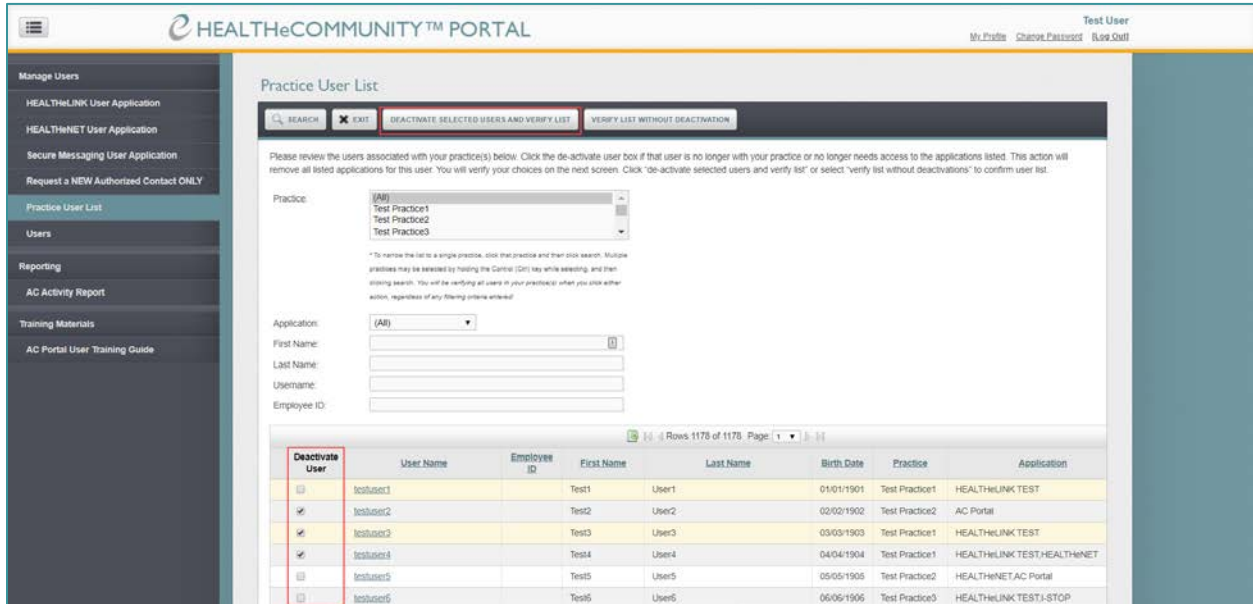 HEALTHeCOMMUNITY™ PORTAL
Test User
My Profile Change Password [Log Out]
Manage Users
HEALTHeLINK User Application
HEALTHeNET User Application
Secure Messaging User Application
Request a NEW Authorized Contact ONLY
Practice User List
Users
Reporting
AC Activity Report
Training Materials
AC Portal User Training Guide
Practice User List
SEARCH EXIT DEACTIVATE SELECTED USERS AND VERIFY LIST VERIFY LIST WITHOUT DEACTIVATION
Please review the users associated with your practice(s) below. Click the de-activate user box if that user is no longer with your practice or no longer needs access to the applications listed. This action will
remove all listed applications for this user. You will verify your choices on the next screen. Click "de-activate selected users and verify list" or select "verify list without deactivations" to confirm user list.
Practice:
(All)
Test Practice1
Test Practice2
Test Practice3
* To narrow the list to a single practice, click that practice and then click search. Multiple
practices may be selected by holding the Control (Ctrl) key while selecting, and then
clicking search. You will be verifying all users in your practice(s) when you click either
action, regardless of any filtering criteria entered!
Application: (All)
First Name:
Last Name:
Username:
Employee ID:
Rows 1178 of 1178 Page: 1
Deactivate User User Name Employee ID First Name Last Name Birth Date Practice Application
testuser1 Test1 User1 01/01/1901 Test Practice1 HEALTHeLINK TEST
testuser2 Test2 User2 02/02/1902 Test Practice2 AC Portal
testuser3 Test3 User3 03/03/1903 Test Practice1 HEALTHeLINK TEST
testuser4 Test4 User4 04/04/1904 Test Practice1 HEALTHeLINK TEST,HEALTHeNET
testuser5 Test5 User5 05/05/1905 Test Practice2 HEALTHeNET,AC Portal
testuser6 Test6 User6 06/06/1906 Test Practice3 HEALTHeLINK TEST,I-STOP